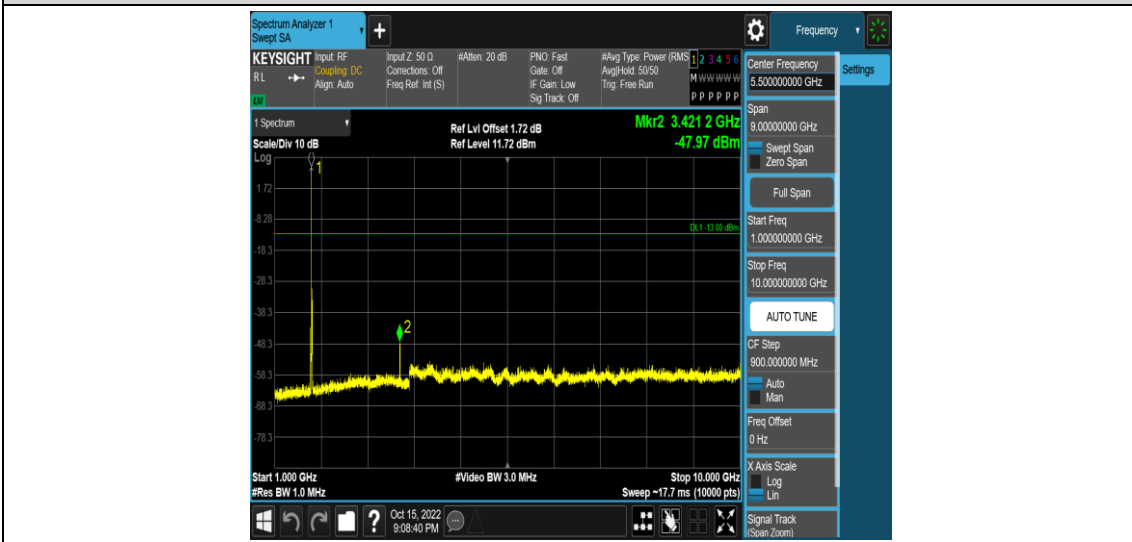 Spectrum Analyzer 1
Swept SA
+
Frequency
KEYSIGHT
R L
LXI
Input: RF
Coupling: DC
Align: Auto
Input Z: 50 Ω
Corrections: Off
Freq Ref: Int (S)
#Atten: 20 dB
PNO: Fast
Gate: Off
IF Gain: Low
Sig Track: Off
#Avg Type: Power (RMS
Avg|Hold: 50/50
Trig: Free Run
1 2 3 4 5 6
M W W W W W
P P P P P P
1 Spectrum
Scale/Div 10 dB
Log
Ref Lvl Offset 1.72 dB
Ref Level 11.72 dBm
Mkr2 3.421 2 GHz
-47.97 dBm
1
1.72
-8.28
DL1 -13.00 dBm
-18.3
-28.3
-38.3
2
-48.3
-58.3
-68.3
-78.3
Start 1.000 GHz
#Res BW 1.0 MHz
#Video BW 3.0 MHz
Stop 10.000 GHz
Sweep ~17.7 ms (10000 pts)
?
Oct 15, 2022
9:08:40 PM
Center Frequency
5.500000000 GHz
Settings
Span
9.00000000 GHz
Swept Span
Zero Span
Full Span
Start Freq
1.000000000 GHz
Stop Freq
10.000000000 GHz
AUTO TUNE
CF Step
900.000000 MHz
Auto
Man
Freq Offset
0 Hz
X Axis Scale
Log
Lin
Signal Track
(Span Zoom)